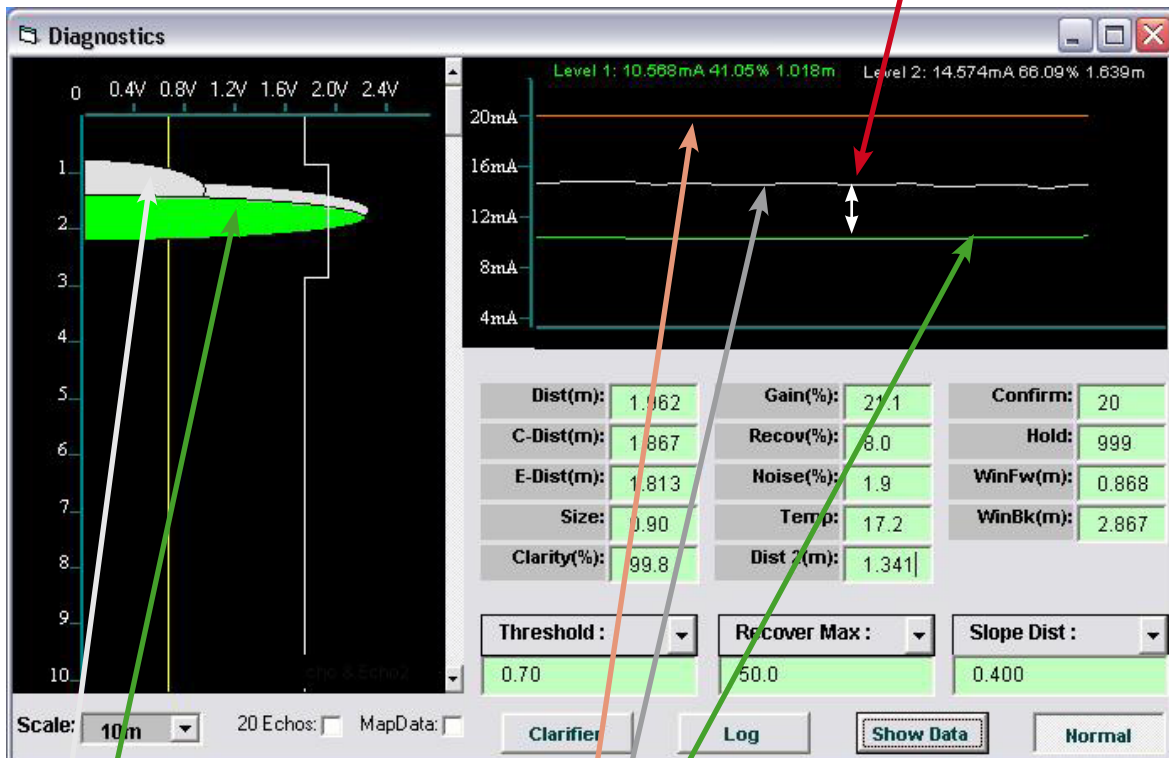 Diagnostics
0 0.4V 0.8V 1.2V 1.6V 2.0V 2.4V
1
2
3
4
5
6
7
8
9
10
Level 1: 10.568mA 41.05% 1.018m Level 2: 14.574mA 66.09% 1.639m
20mA
16mA
12mA
8mA
4mA
Dist(m): 1.962 Gain(%): 21.1 Confirm: 20
C-Dist(m): 1.867 Recov(%): 8.0 Hold: 999
E-Dist(m): 1.813 Noise(%): 1.9 WinFw(m): 0.868
Size: 0.90 Temp: 17.2 WinBk(m): 2.867
Clarity(%): 99.8 Dist 2(m): 1.341
Threshold : Recover Max : Slope Dist :
0.70 50.0 0.400
Scale: 10m 20 Echos: MapData: Clarifier Log Show Data Normal